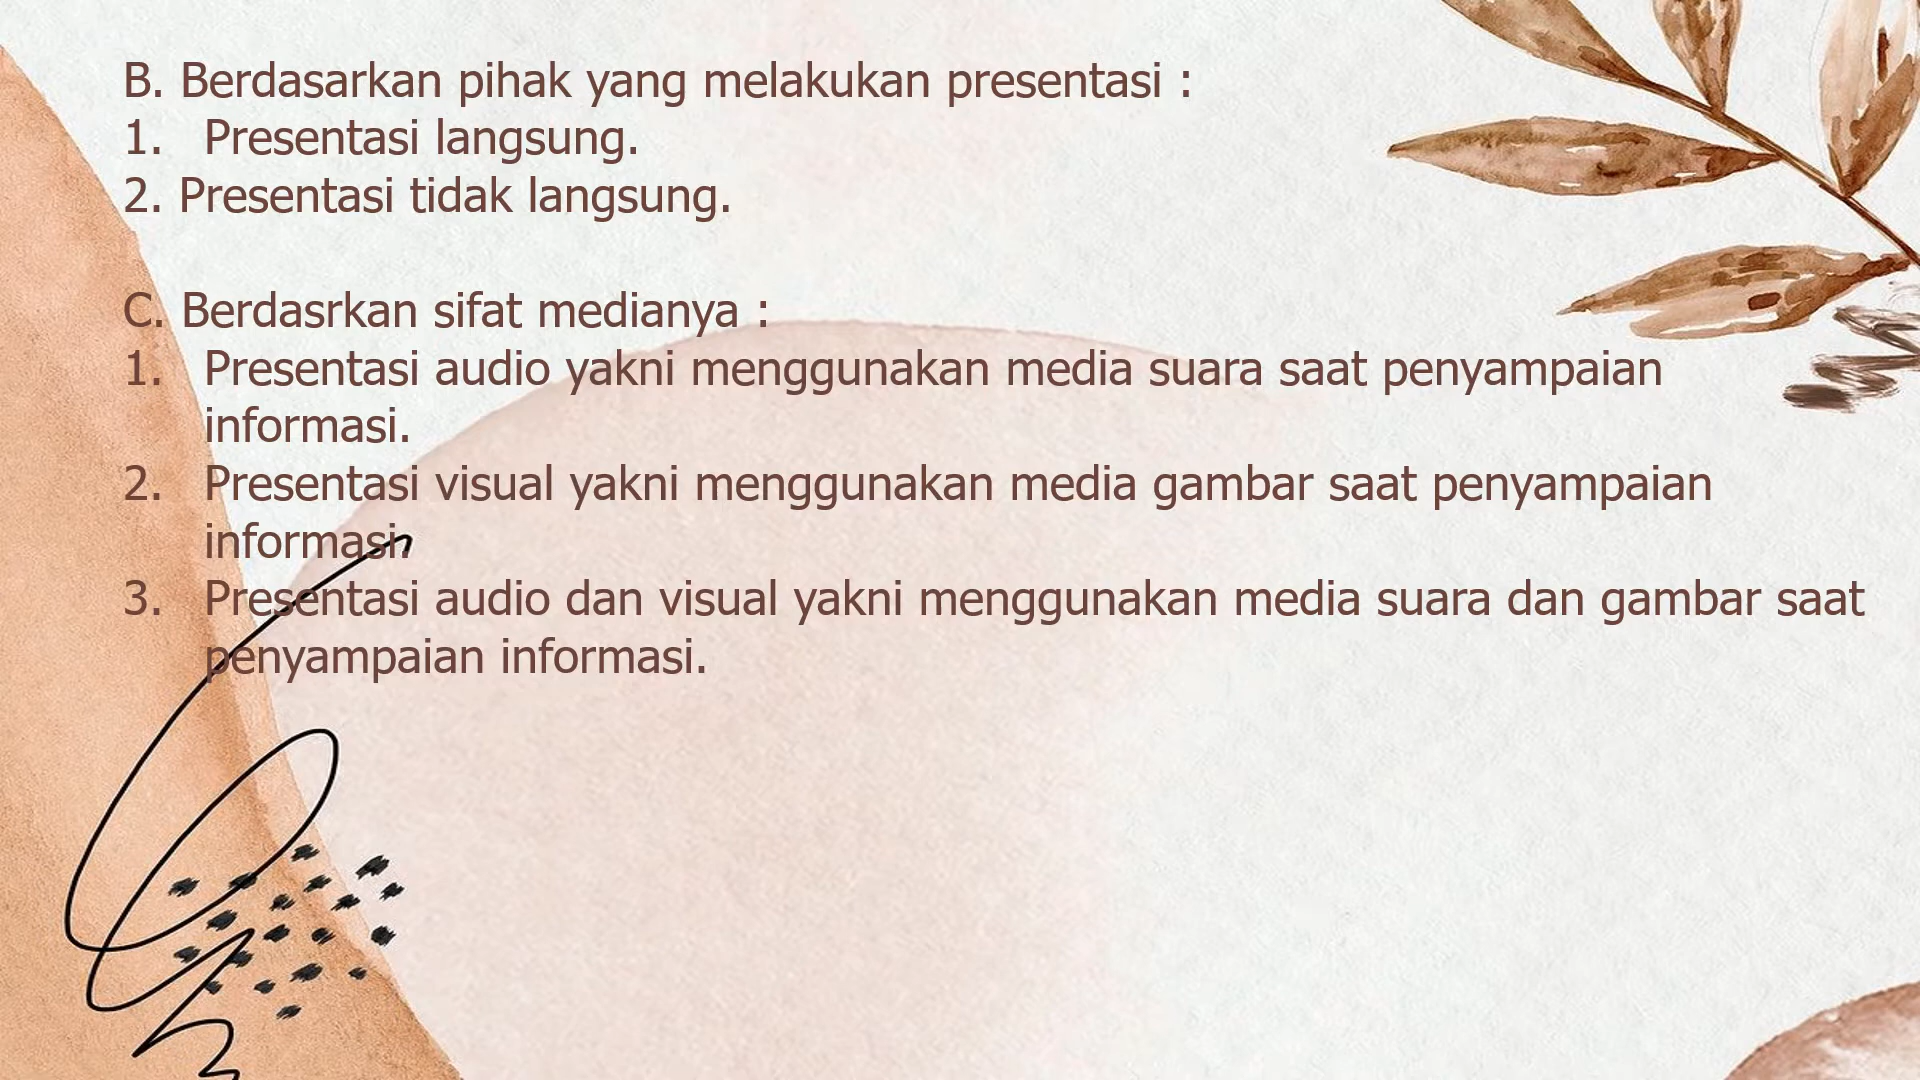 B. Berdasarkan pihak yang melakukan presentasi :
1. Presentasi langsung.
2. Presentasi tidak langsung.
C. Berdasrkan sifat medianya :
1. Presentasi audio yakni menggunakan media suara saat penyampaian
informasi.
2. Presentasi visual yakni menggunakan media gambar saat penyampaian
informasi.
3. Presentasi audio dan visual yakni menggunakan media suara dan gambar saat
penyampaian informasi.